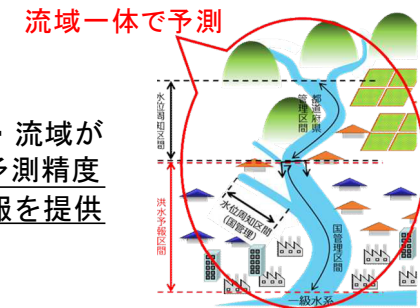 流域一体で予測
流域が
予測精度
報を提供
水位周知区間
都道府県
管理区間
洪水予報区間
水位周知区間
(国管理)
国管理区間
一級水系